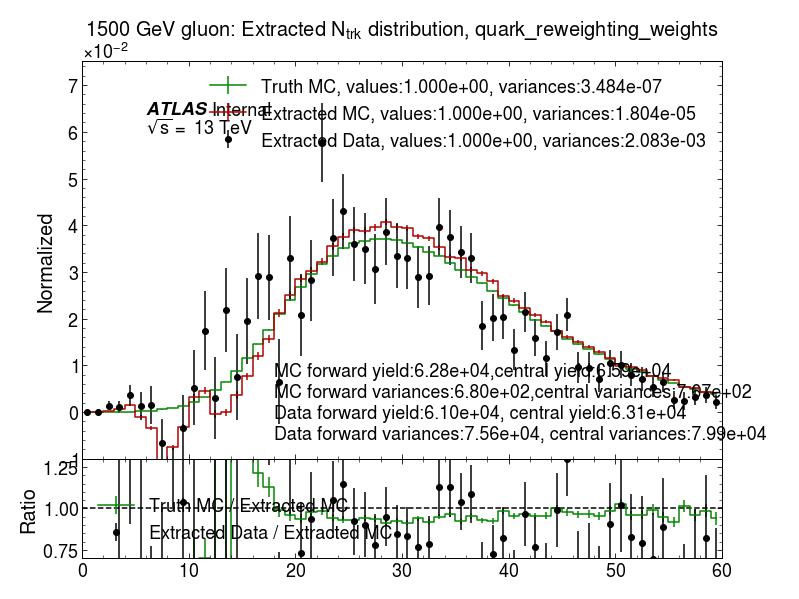 1500 GeV gluon: Extracted Ntrk distribution, quark_reweighting_weights
×10−2
Truth MC, values:1.000e+00, variances:3.484e-07
ATLAS Internal
Extracted MC, values:1.000e+00, variances:1.804e-05
√s = 13 TeV
Extracted Data, values:1.000e+00, variances:2.083e-03
Normalized
7
6
5
4
3
2
1
0
MC forward yield:6.28e+04,central yield:6.59e+04
MC forward variances:6.80e+02,central variances:
Data forward yield:6.10e+04, central yield:6.31e+04
Data forward variances:7.56e+04, central variances:7.99e+04
Ratio
1.25
1.00
0.75
Truth MC / Extracted MC
Extracted Data / Extracted MC
0 10 20 30 40 50 60